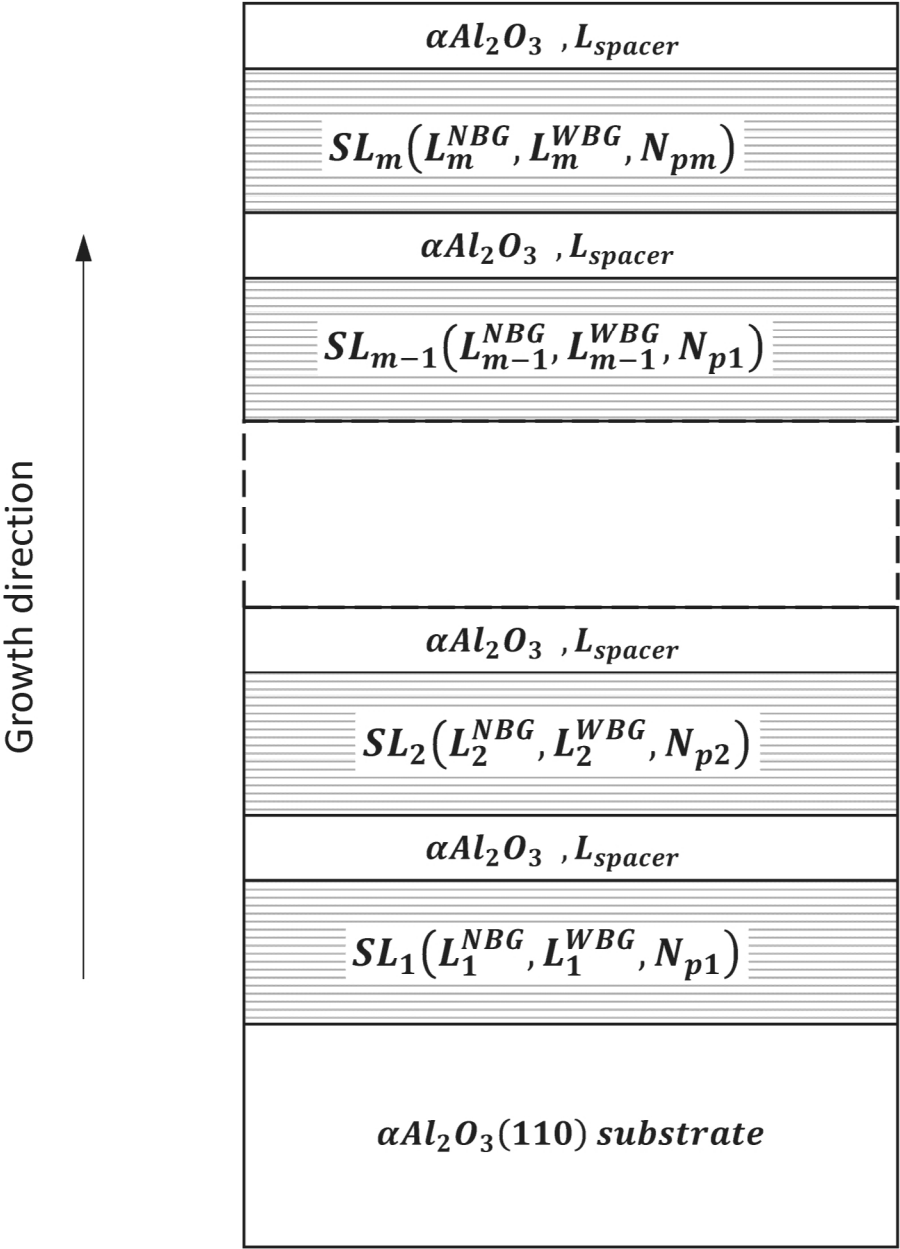 αAl₂O₃ , L_spacer
SL_m(L_m^NBG, L_m^WBG, N_pm)
αAl₂O₃ , L_spacer
SL_m−1(L_m−1^NBG, L_m−1^WBG, N_p1)
Growth direction
αAl₂O₃ , L_spacer
SL₂(L₂^NBG, L₂^WBG, N_p2)
αAl₂O₃ , L_spacer
SL₁(L₁^NBG, L₁^WBG, N_p1)
αAl₂O₃(110) substrate